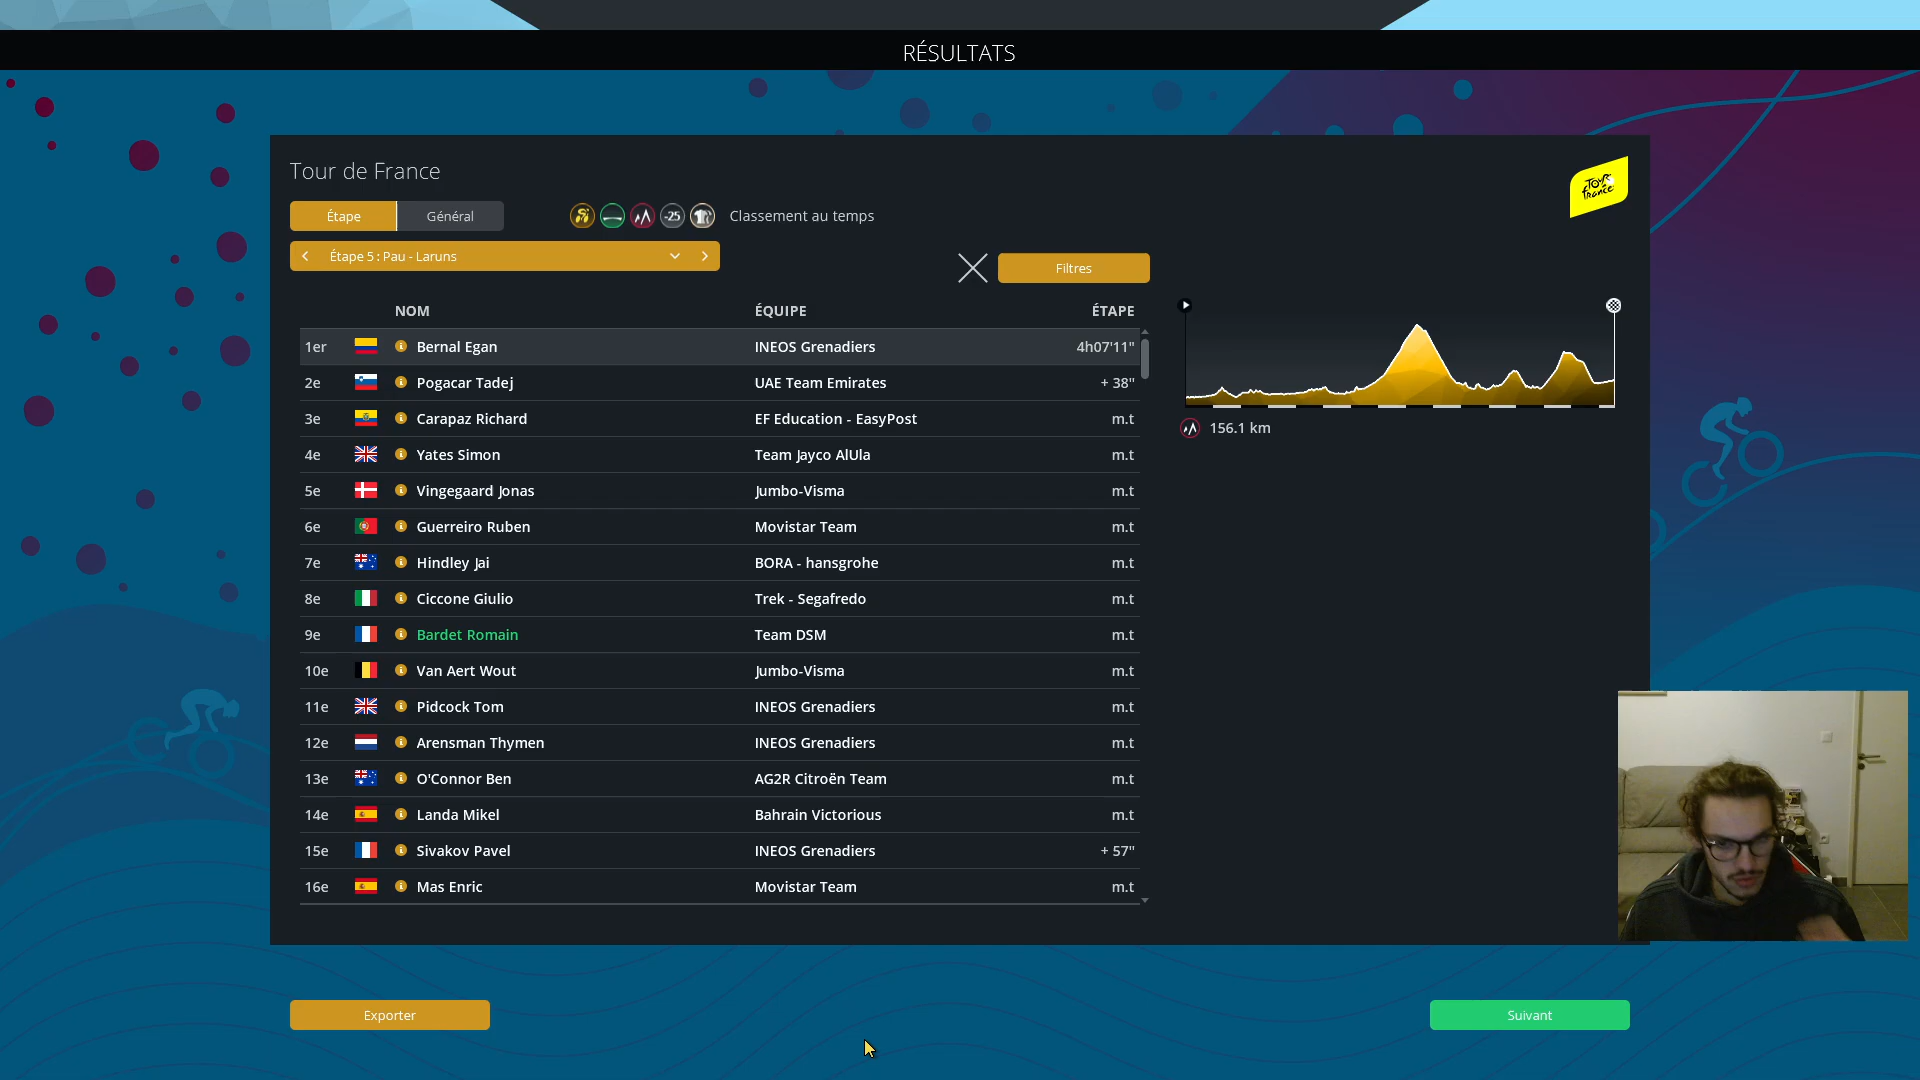 RÉSULTATS
Tour de France
TOUR
france
Étape Général -25 Classement au temps
Étape 5 : Pau - Laruns
Filtres
NOM ÉQUIPE ÉTAPE
1er Bernal Egan INEOS Grenadiers 4h07'11"
2e Pogacar Tadej UAE Team Emirates + 38"
3e Carapaz Richard EF Education - EasyPost m.t
4e Yates Simon Team Jayco AlUla m.t
5e Vingegaard Jonas Jumbo-Visma m.t
6e Guerreiro Ruben Movistar Team m.t
7e Hindley Jai BORA - hansgrohe m.t
8e Ciccone Giulio Trek - Segafredo m.t
9e Bardet Romain Team DSM m.t
10e Van Aert Wout Jumbo-Visma m.t
11e Pidcock Tom INEOS Grenadiers m.t
12e Arensman Thymen INEOS Grenadiers m.t
13e O'Connor Ben AG2R Citroën Team m.t
14e Landa Mikel Bahrain Victorious m.t
15e Sivakov Pavel INEOS Grenadiers + 57"
16e Mas Enric Movistar Team m.t
156.1 km
Exporter
Suivant